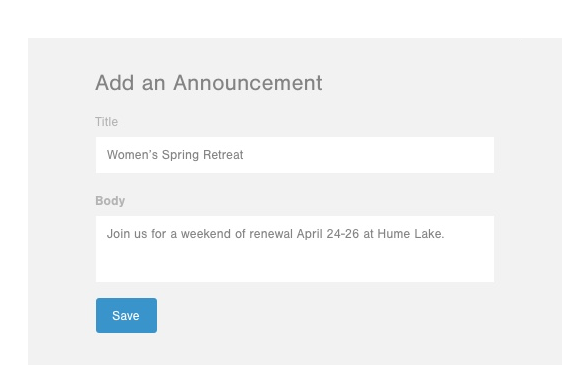 Add an Announcement
Title
Women's Spring Retreat
Body
Join us for a weekend of renewal April 24-26 at Hume Lake.
Save